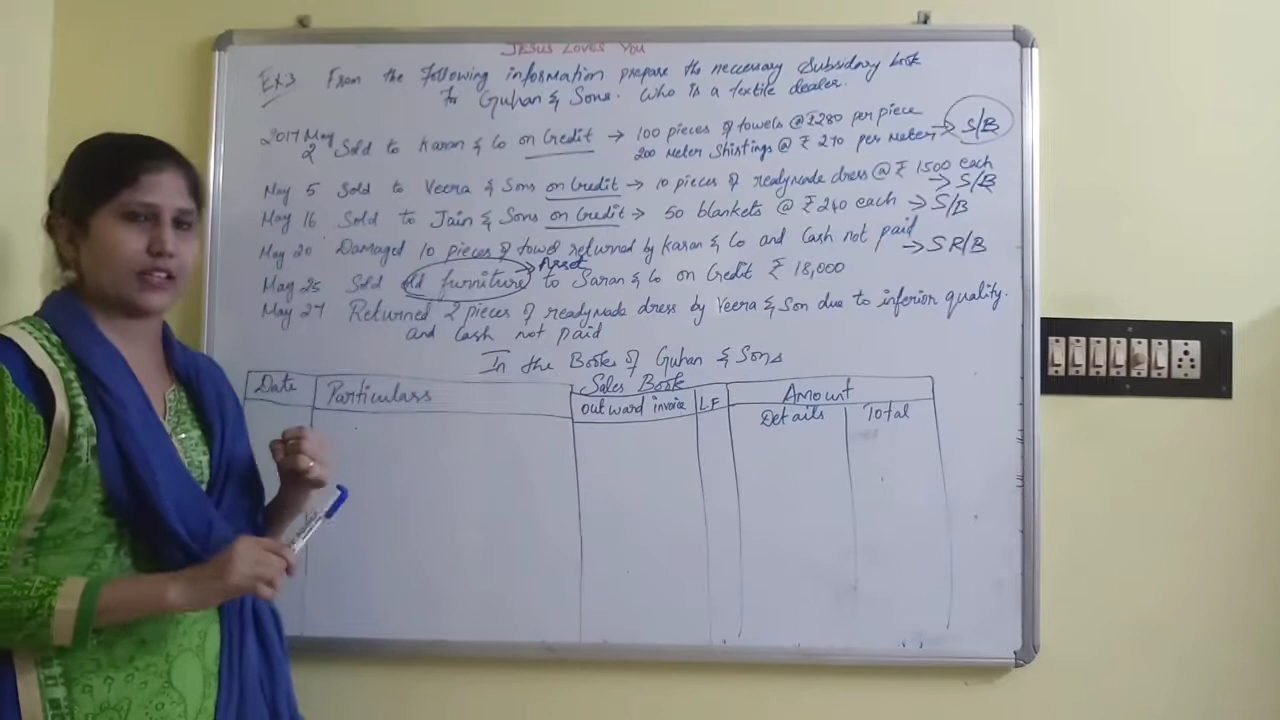 JESUS LOVES YOU
EX3 From the Following information prepare the neccessary Subsidiary book
For Guhan & Sons. Who is a textile dealer.
2017 May 2 Sold to Karan & Co on Credit → 100 pieces of towels @ ₹280 per piece
200 Meter Shirtings @ ₹ 270 per meter → S/B
May 5 Sold to Veera & Sons on Credit → 10 pieces of readymade dress @ ₹ 1500 each → S/B
May 16 Sold to Jain & Sons on Credit → 50 blankets @ ₹ 240 each → S/B
May 20 Damaged 10 pieces of towel returned by Karan & Co and Cash not paid → SR/B
May 25 Sold old furniture → Asset to Saran & Co on Credit ₹ 18,000
May 27 Returned 2 pieces of readymade dress by Veera & Son due to inferior quality.
and Cash not paid
In the Books of Guhan & Sons
Sales Book
Date Particulars outward invoice L.F Amount
Details Total